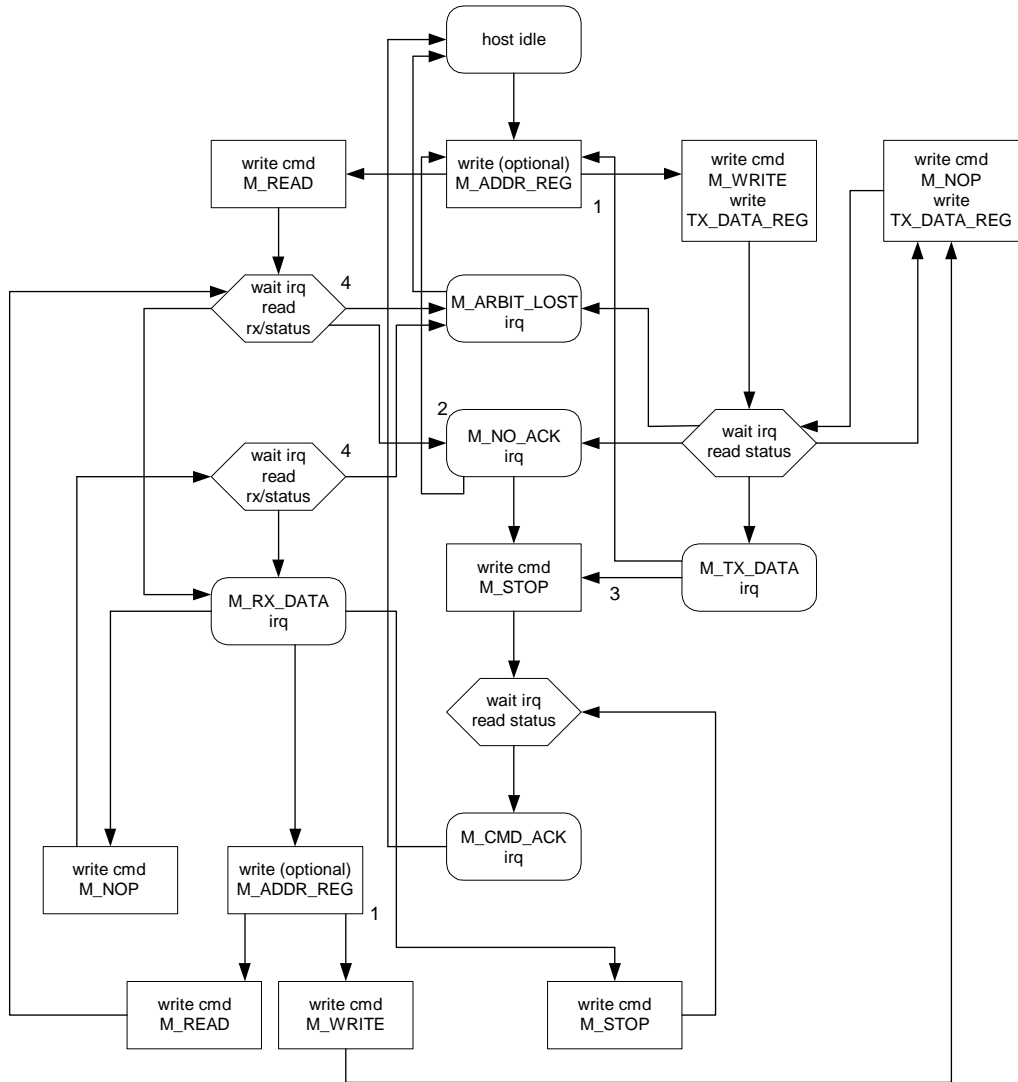 host idle
write cmd
M_READ
write (optional)
M_ADDR_REG
1
write cmd
M_WRITE
write
TX_DATA_REG
write cmd
M_NOP
write
TX_DATA_REG
wait irq
read
rx/status
4
M_ARBIT_LOST
irq
wait irq
read
rx/status
4
2
M_NO_ACK
irq
wait irq
read status
M_RX_DATA
irq
write cmd
M_STOP
3
M_TX_DATA
irq
wait irq
read status
write cmd
M_NOP
write (optional)
M_ADDR_REG
1
M_CMD_ACK
irq
write cmd
M_READ
write cmd
M_WRITE
write cmd
M_STOP